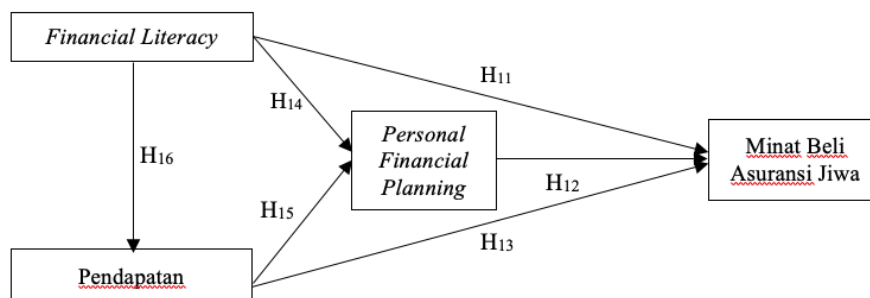 Financial Literacy
H11
H14
Personal
Financial
Planning
Minat Beli
Asuransi Jiwa
H16
H12
H15
H13
Pendapatan